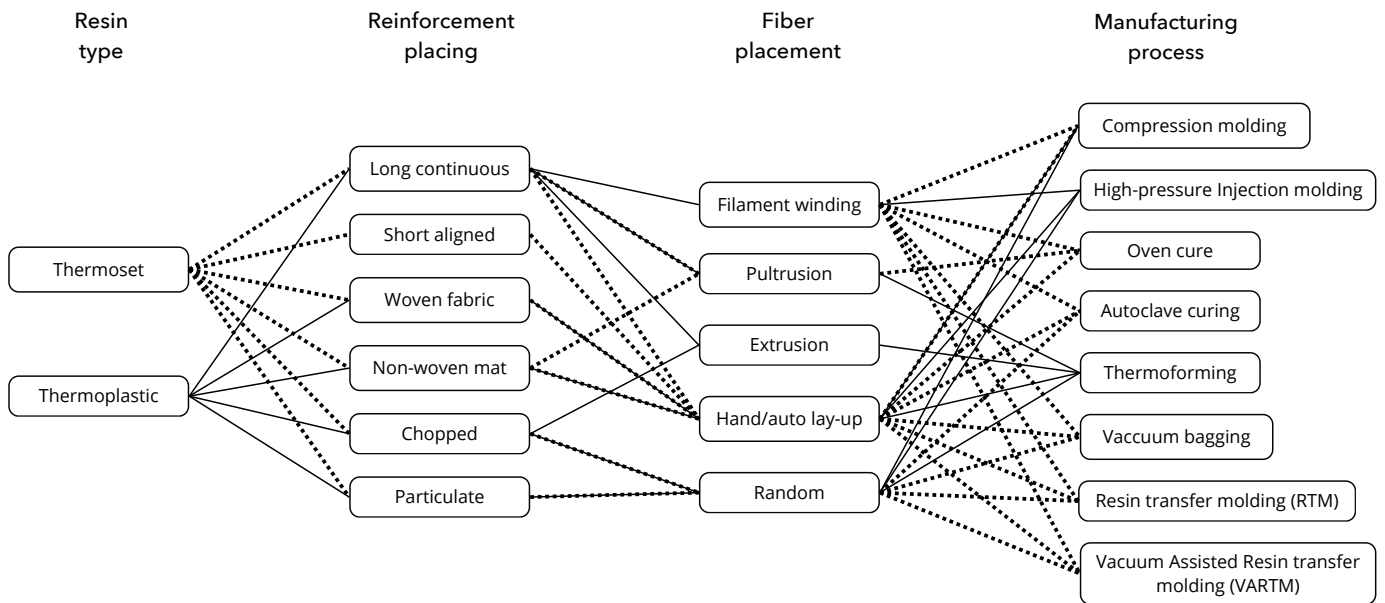 Resin
type
Reinforcement
placing
Fiber
placement
Manufacturing
process
Thermoset
Thermoplastic
Long continuous
Short aligned
Woven fabric
Non-woven mat
Chopped
Particulate
Filament winding
Pultrusion
Extrusion
Hand/auto lay-up
Random
Compression molding
High-pressure Injection molding
Oven cure
Autoclave curing
Thermoforming
Vaccuum bagging
Resin transfer molding (RTM)
Vacuum Assisted Resin transfer
molding (VARTM)